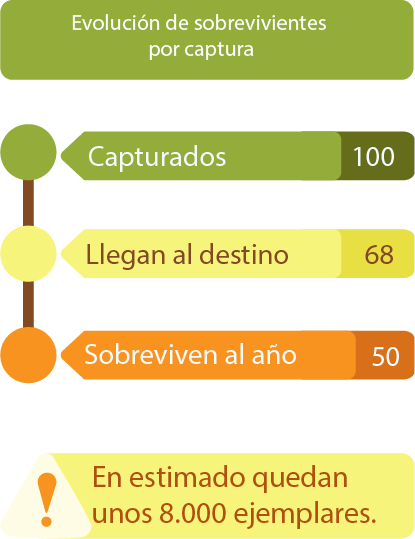 Evolución de sobrevivientes
por captura
Capturados 100
Llegan al destino 68
Sobreviven al año 50
!
En estimado quedan
unos 8.000 ejemplares.